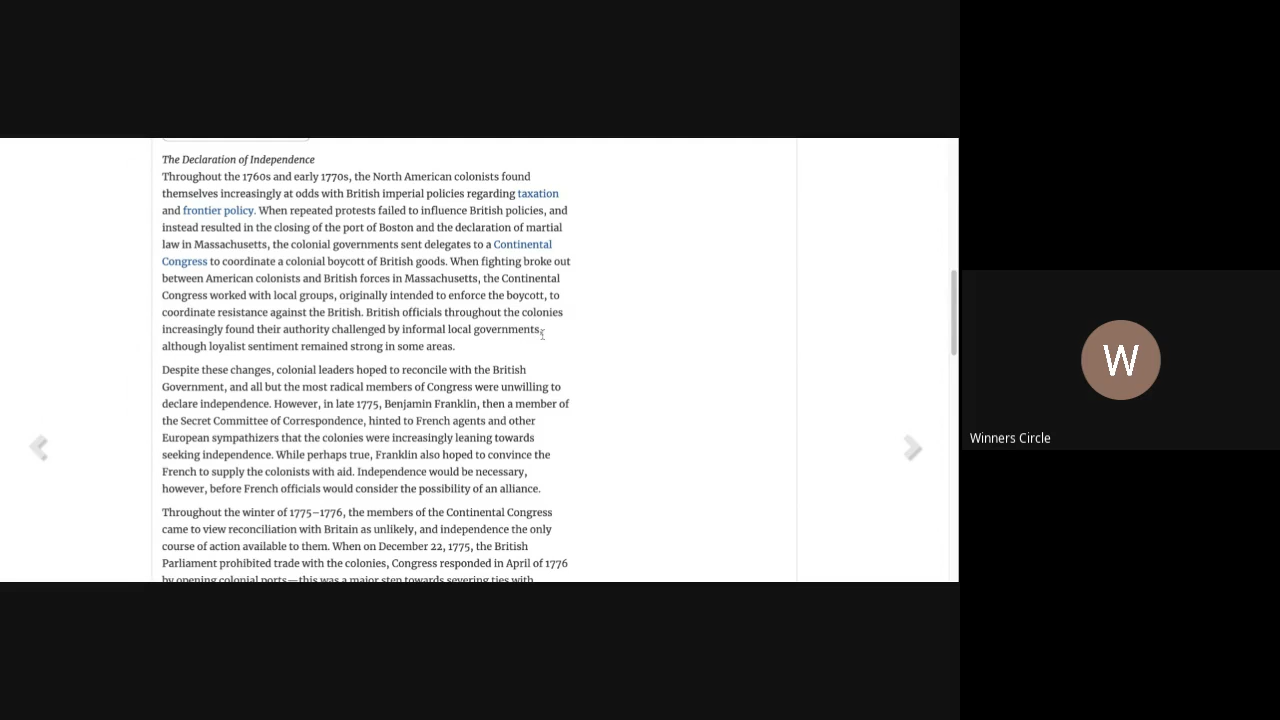 The Declaration of Independence
Throughout the 1760s and early 1770s, the North American colonists found
themselves increasingly at odds with British imperial policies regarding taxation
and frontier policy. When repeated protests failed to influence British policies, and
instead resulted in the closing of the port of Boston and the declaration of martial
law in Massachusetts, the colonial governments sent delegates to a Continental
Congress to coordinate a colonial boycott of British goods. When fighting broke out
between American colonists and British forces in Massachusetts, the Continental
Congress worked with local groups, originally intended to enforce the boycott, to
coordinate resistance against the British. British officials throughout the colonies
increasingly found their authority challenged by informal local governments,
although loyalist sentiment remained strong in some areas.
Despite these changes, colonial leaders hoped to reconcile with the British
Government, and all but the most radical members of Congress were unwilling to
declare independence. However, in late 1775, Benjamin Franklin, then a member of
the Secret Committee of Correspondence, hinted to French agents and other
European sympathizers that the colonies were increasingly leaning towards
seeking independence. While perhaps true, Franklin also hoped to convince the
French to supply the colonists with aid. Independence would be necessary,
however, before French officials would consider the possibility of an alliance.
Throughout the winter of 1775–1776, the members of the Continental Congress
came to view reconciliation with Britain as unlikely, and independence the only
course of action available to them. When on December 22, 1775, the British
Parliament prohibited trade with the colonies, Congress responded in April of 1776
by opening colonial ports—this was a major step towards severing ties with
W
Winners Circle